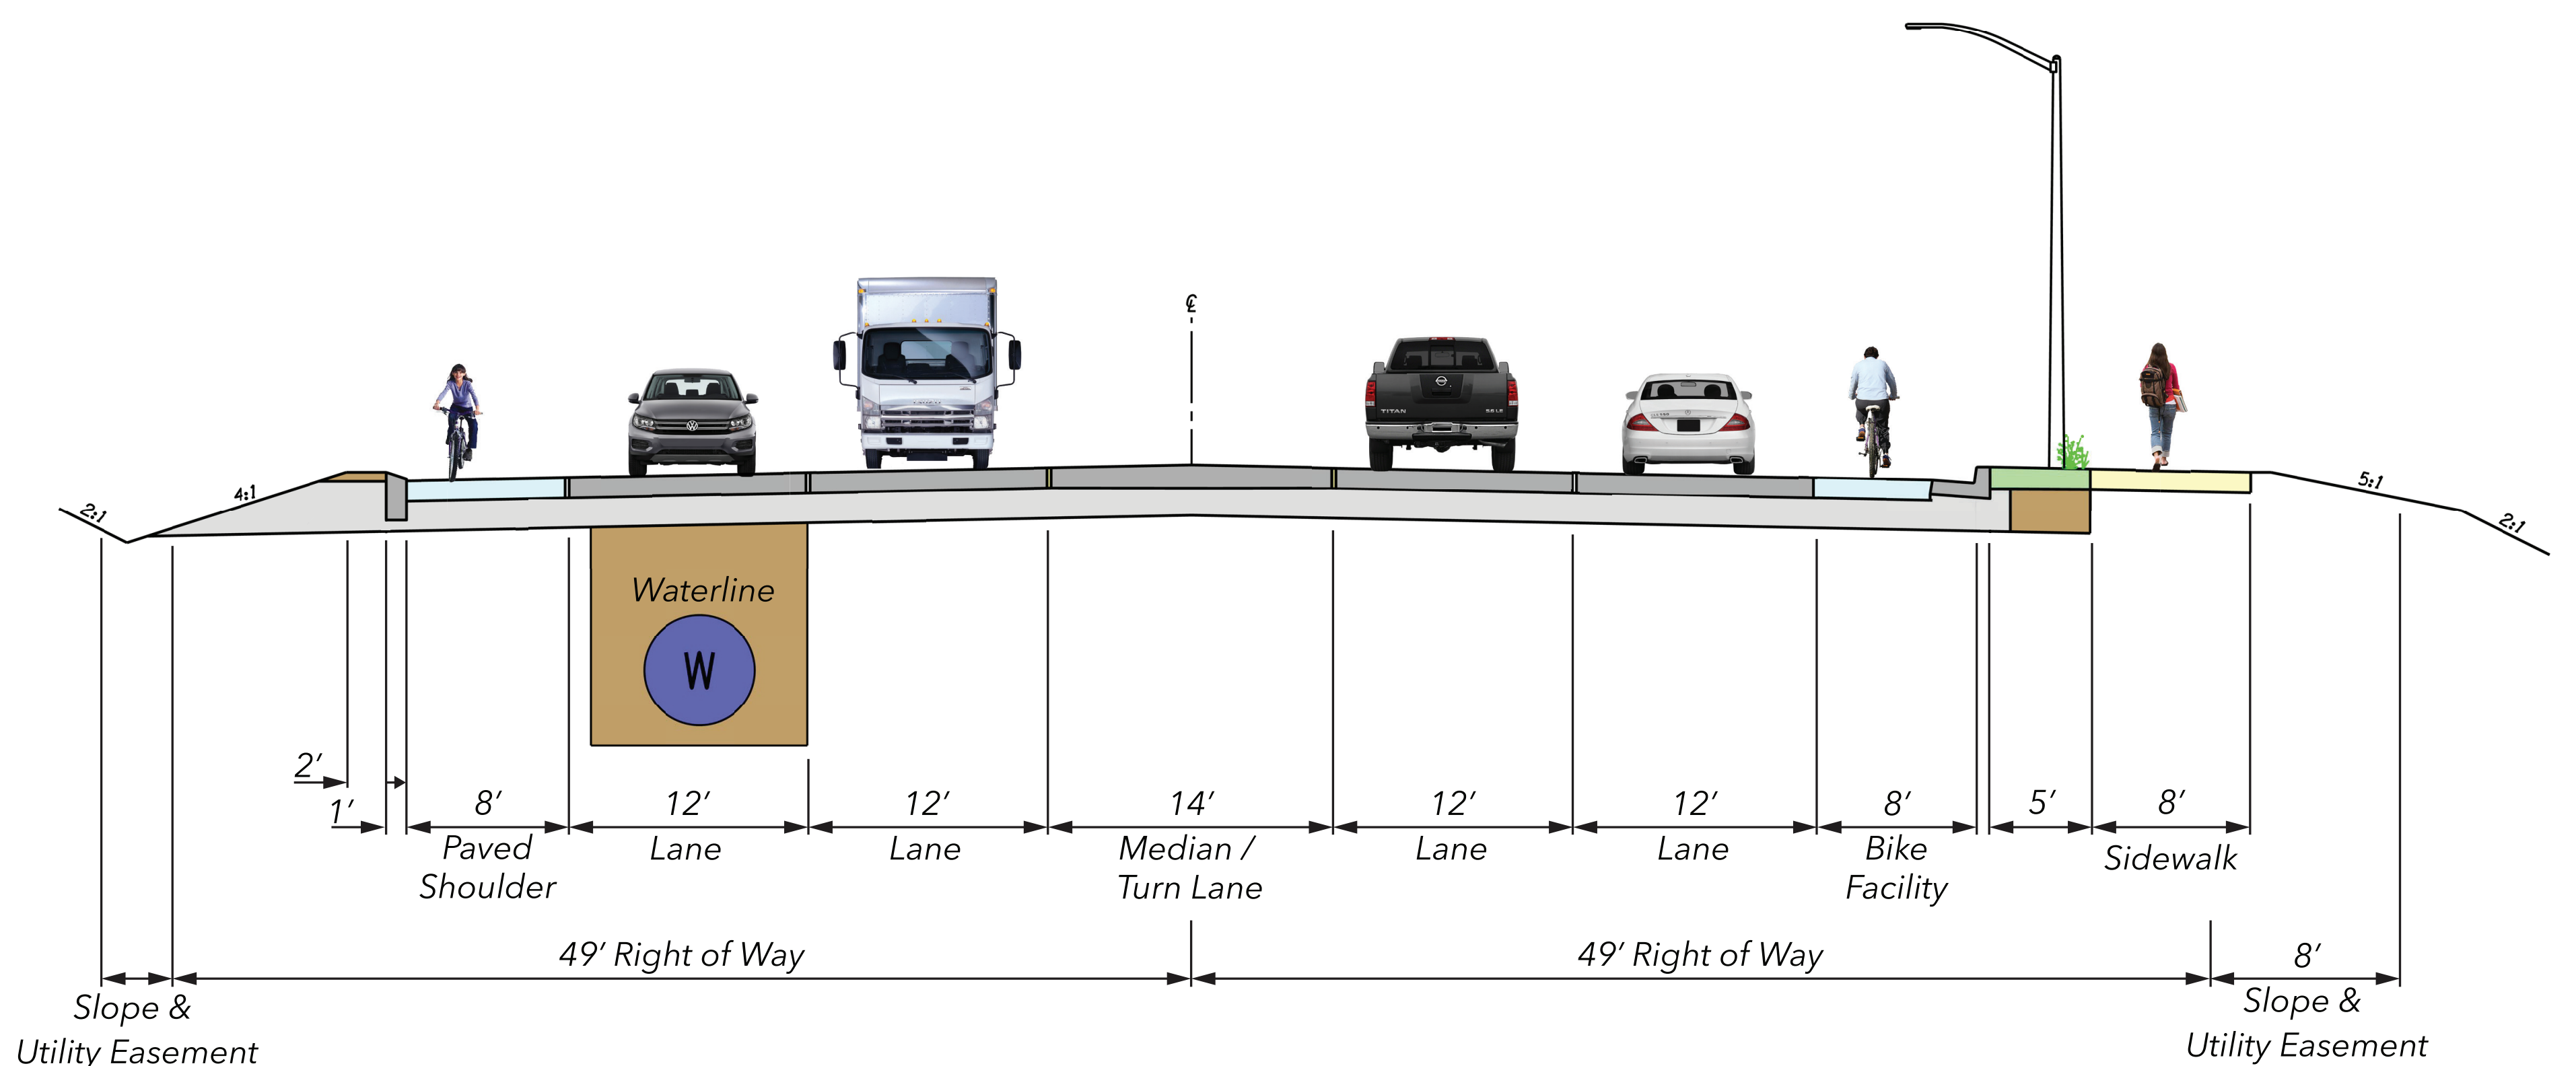 ℄
TITAN
2:1
4:1
5:1
2:1
Waterline
W
2’
1’
8’
12’
12’
14’
12’
12’
8’
5’
8’
Paved
Shoulder
Lane
Lane
Median /
Turn Lane
Lane
Lane
Bike
Facility
Sidewalk
49’ Right of Way
49’ Right of Way
8’
Slope &
Utility Easement
Slope &
Utility Easement